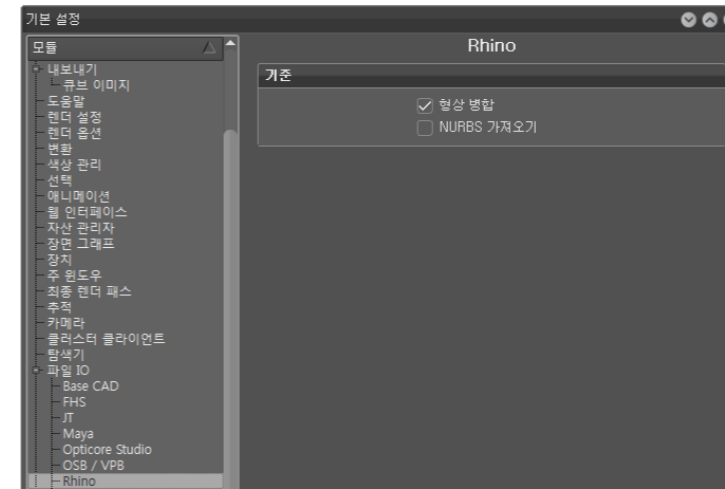 기본 설정
모듈
내보내기
큐브 이미지
도움말
렌더 설정
렌더 옵션
변환
색상 관리
선택
애니메이션
웹 인터페이스
자산 관리자
장면 그래프
장치
주 윈도우
최종 렌더 패스
추적
카메라
클러스터 클라이언트
탐색기
파일 IO
Base CAD
FHS
JT
Maya
Opticore Studio
OSB / VPB
Rhino
Rhino
기준
형상 병합
NURBS 가져오기